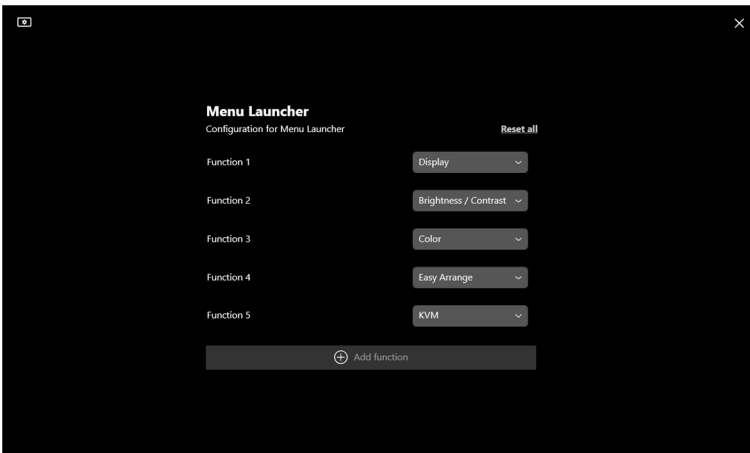 Menu Launcher
Configuration for Menu Launcher
Reset all
Function 1
Display
Function 2
Brightness / Contrast
Function 3
Color
Function 4
Easy Arrange
Function 5
KVM
Add function